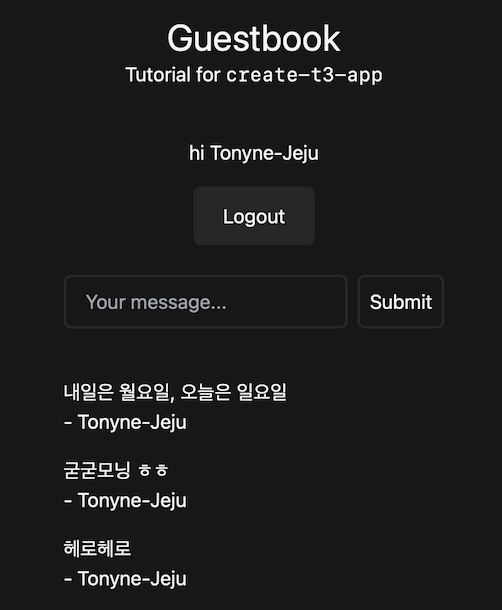 Guestbook
Tutorial for create-t3-app
hi Tonyne-Jeju
Logout
Your message...
Submit
내일은 월요일, 오늘은 일요일
- Tonyne-Jeju
굳굳모닝 ㅎㅎ
- Tonyne-Jeju
헤로헤로
- Tonyne-Jeju